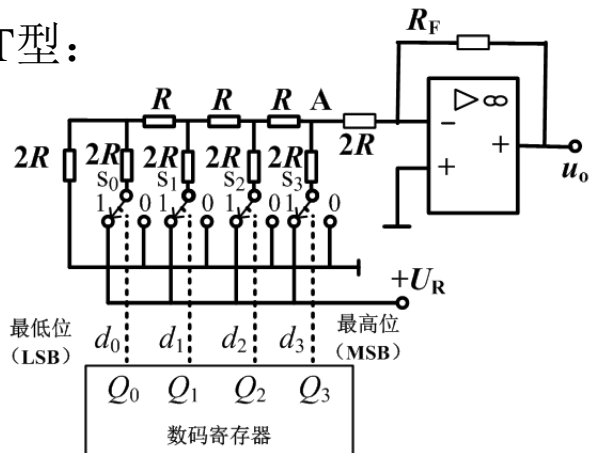 T型：
R_F
R R R A
2R
2R 2R 2R 2R 2R
S₀ S₁ S₂ S₃
1 0 1 0 1 0 1 0
▷ ∞
−
+
+
u_o
+U_R
最低位
（LSB）
d₀ d₁ d₂ d₃
最高位
（MSB）
Q₀ Q₁ Q₂ Q₃
数码寄存器